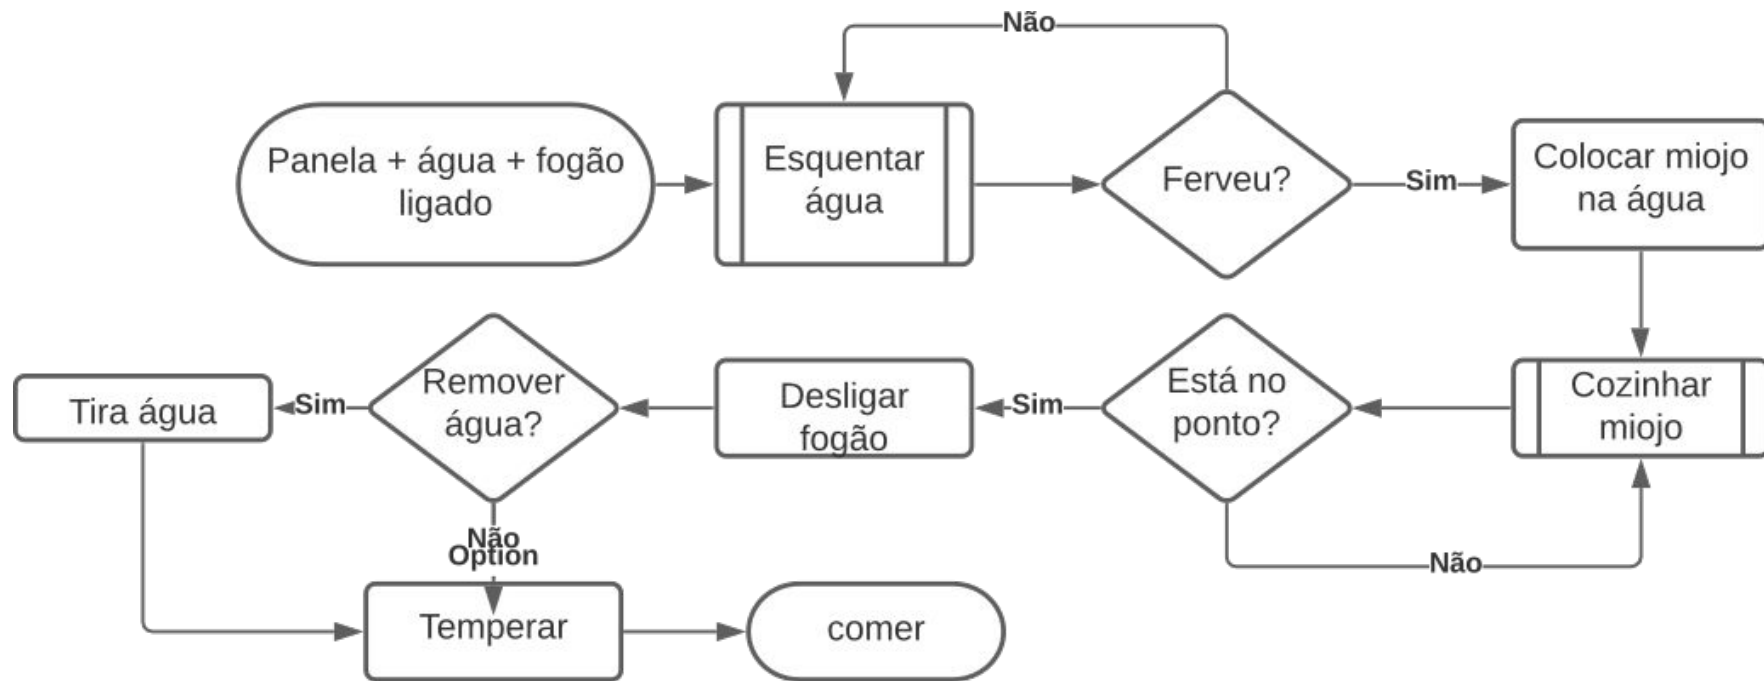 Não
Panela + água + fogão
ligado
Esquentar
água
Ferveu?
Sim
Colocar miojo
na água
Tira água
Sim
Remover
água?
Desligar
fogão
Sim
Está no
ponto?
Cozinhar
miojo
Não
Option
Não
Temperar
comer